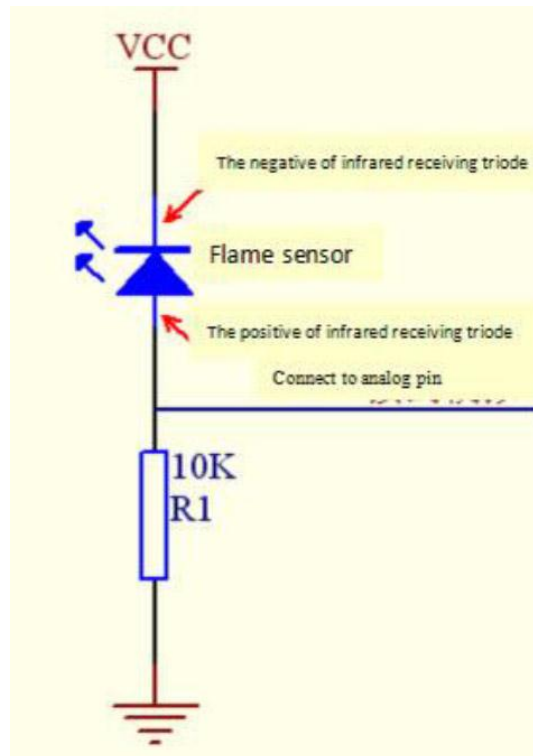 VCC
The negative of infrared receiving triode
Flame sensor
The positive of infrared receiving triode
Connect to analog pin
10K
R1